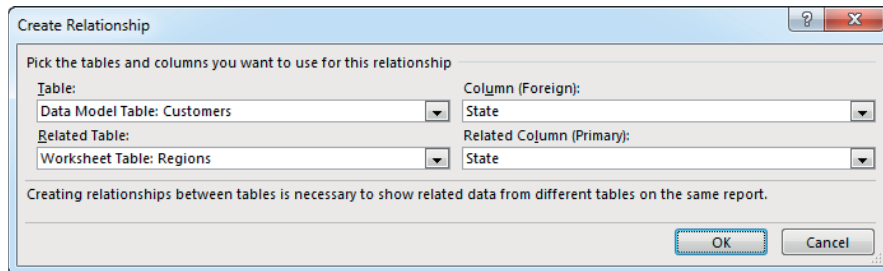 Create Relationship
?
Pick the tables and columns you want to use for this relationship
Table:
Column (Foreign):
Data Model Table: Customers
State
Related Table:
Related Column (Primary):
Worksheet Table: Regions
State
Creating relationships between tables is necessary to show related data from different tables on the same report.
OK
Cancel